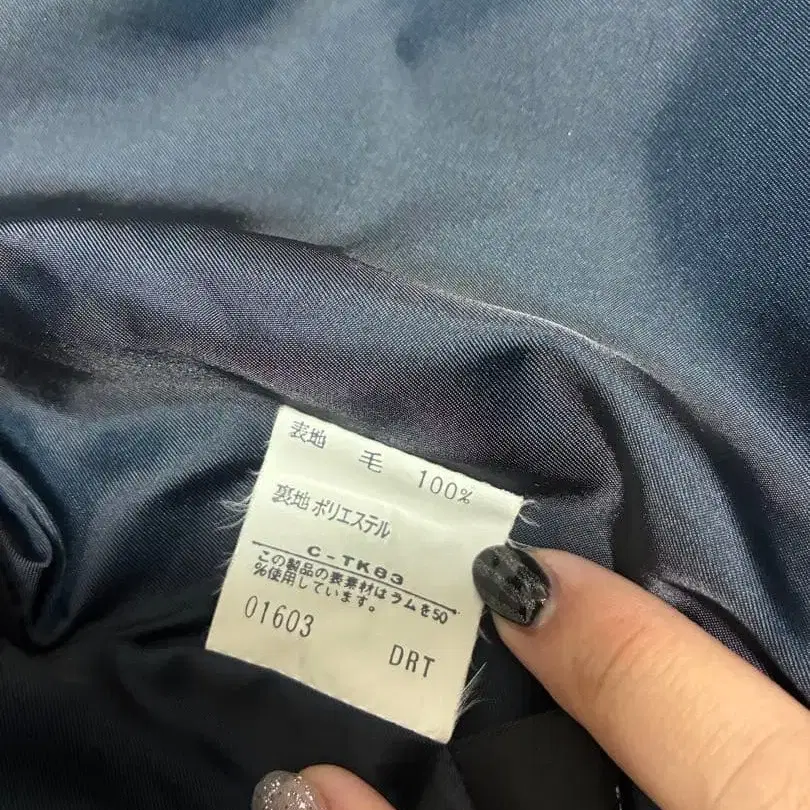 表地 毛 100%
裏地 ポリエステル
C-TK83
この製品の表素材はラムを50
%使用しています。
01603
DRT